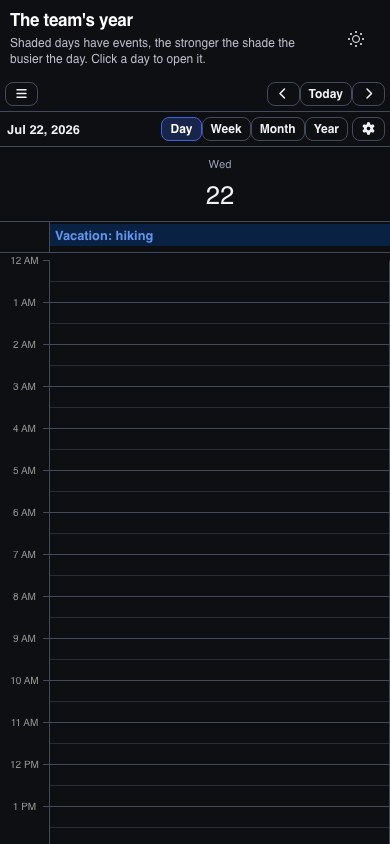 The team's year
Shaded days have events, the stronger the shade the
busier the day. Click a day to open it.
Today
Jul 22, 2026
Day Week Month Year
Wed
22
Vacation: hiking
12 AM
1 AM
2 AM
3 AM
4 AM
5 AM
6 AM
7 AM
8 AM
9 AM
10 AM
11 AM
12 PM
1 PM